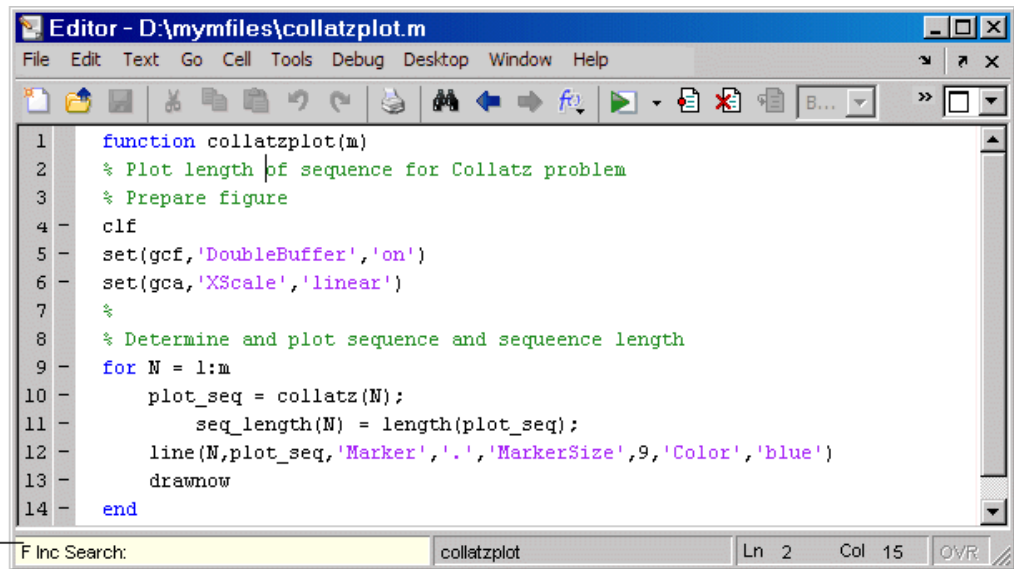 Editor - D:\mymfiles\collatzplot.m
File Edit Text Go Cell Tools Debug Desktop Window Help
B...
1 function collatzplot(m)
2 % Plot length of sequence for Collatz problem
3 % Prepare figure
4 - clf
5 - set(gcf,'DoubleBuffer','on')
6 - set(gca,'XScale','linear')
7 %
8 % Determine and plot sequence and sequeence length
9 - for N = 1:m
10 - plot_seq = collatz(N);
11 - seq_length(N) = length(plot_seq);
12 - line(N,plot_seq,'Marker','.','MarkerSize',9,'Color','blue')
13 - drawnow
14 - end
F Inc Search: collatzplot Ln 2 Col 15 OVR